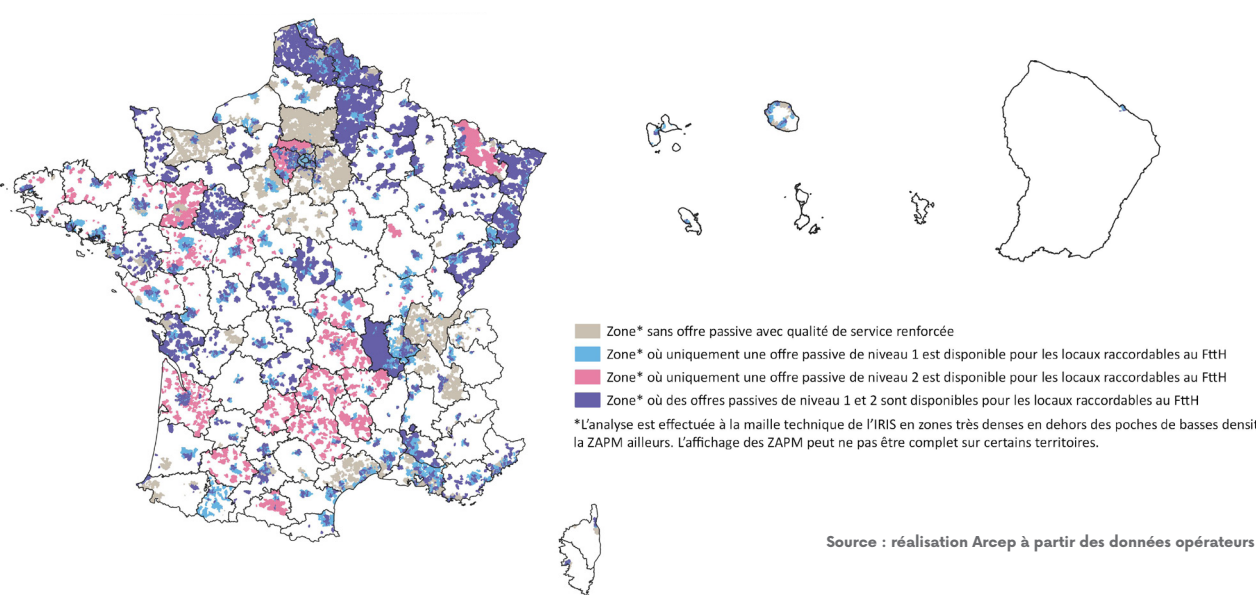 Zone* sans offre passive avec qualité de service renforcée
Zone* où uniquement une offre passive de niveau 1 est disponible pour les locaux raccordables au FttH
Zone* où uniquement une offre passive de niveau 2 est disponible pour les locaux raccordables au FttH
Zone* où des offres passives de niveau 1 et 2 sont disponibles pour les locaux raccordables au FttH
*L’analyse est effectuée à la maille technique de l’IRIS en zones très denses en dehors des poches de basses densit
la ZAPM ailleurs. L’affichage des ZAPM peut ne pas être complet sur certains territoires.
Source : réalisation Arcep à partir des données opérateurs